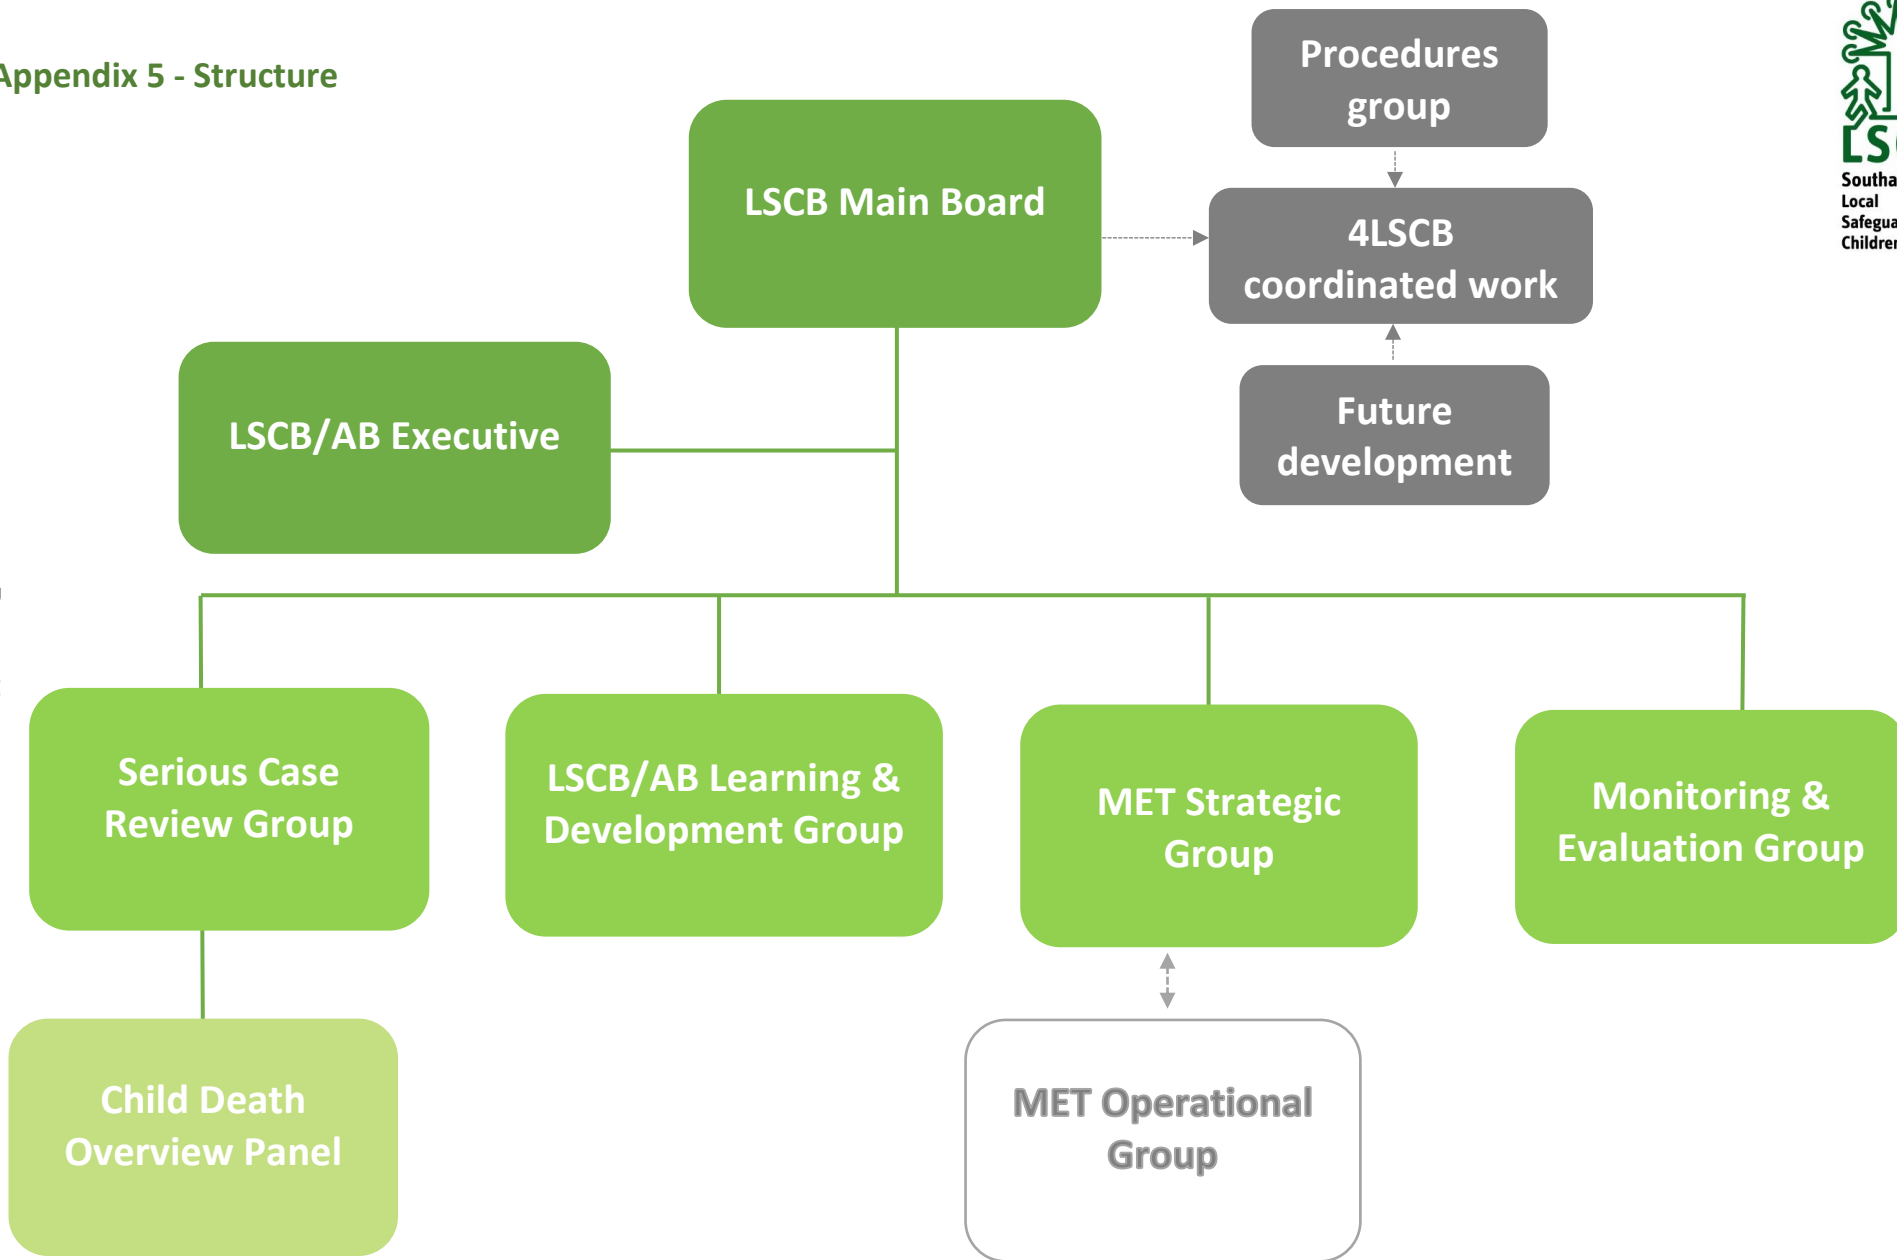 Appendix 5 - Structure
Procedures
group
LSCB Main Board
4LSCB
coordinated work
Future
development
LSCB/AB Executive
Serious Case
Review Group
LSCB/AB Learning &
Development Group
MET Strategic
Group
Monitoring &
Evaluation Group
Child Death
Overview Panel
MET Operational
Group
Local